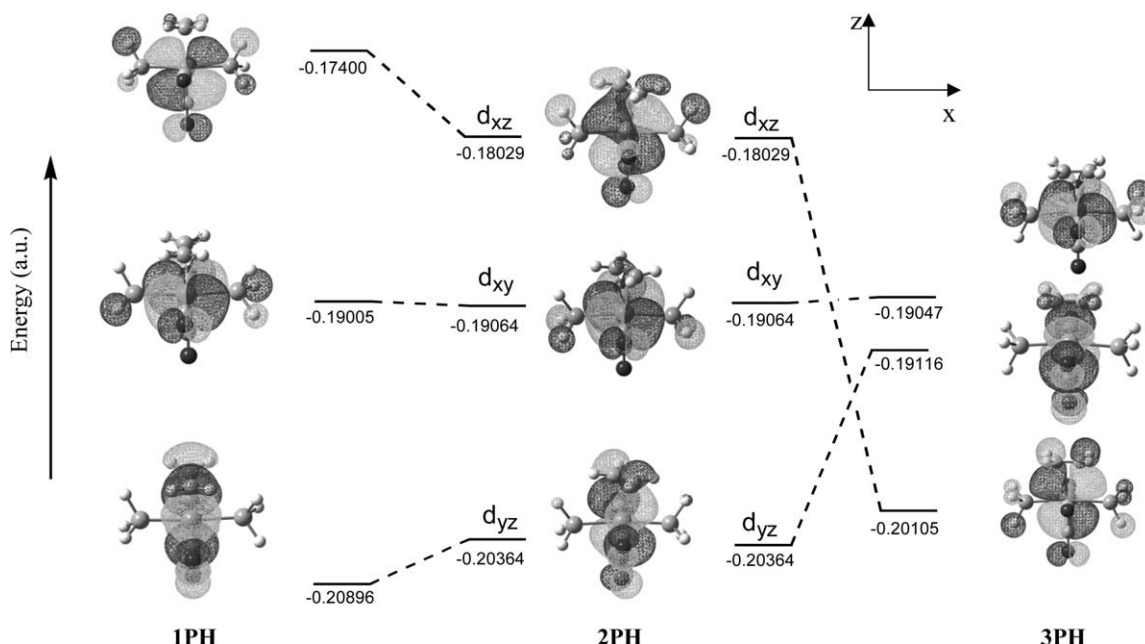 z
x
Energy (a.u.)
-0.17400
dxz
-0.18029
dxz
-0.18029
-0.19005
dxy
-0.19064
dxy
-0.19064
-0.19047
-0.19116
-0.20896
dyz
-0.20364
dyz
-0.20364
-0.20105
1PH
2PH
3PH